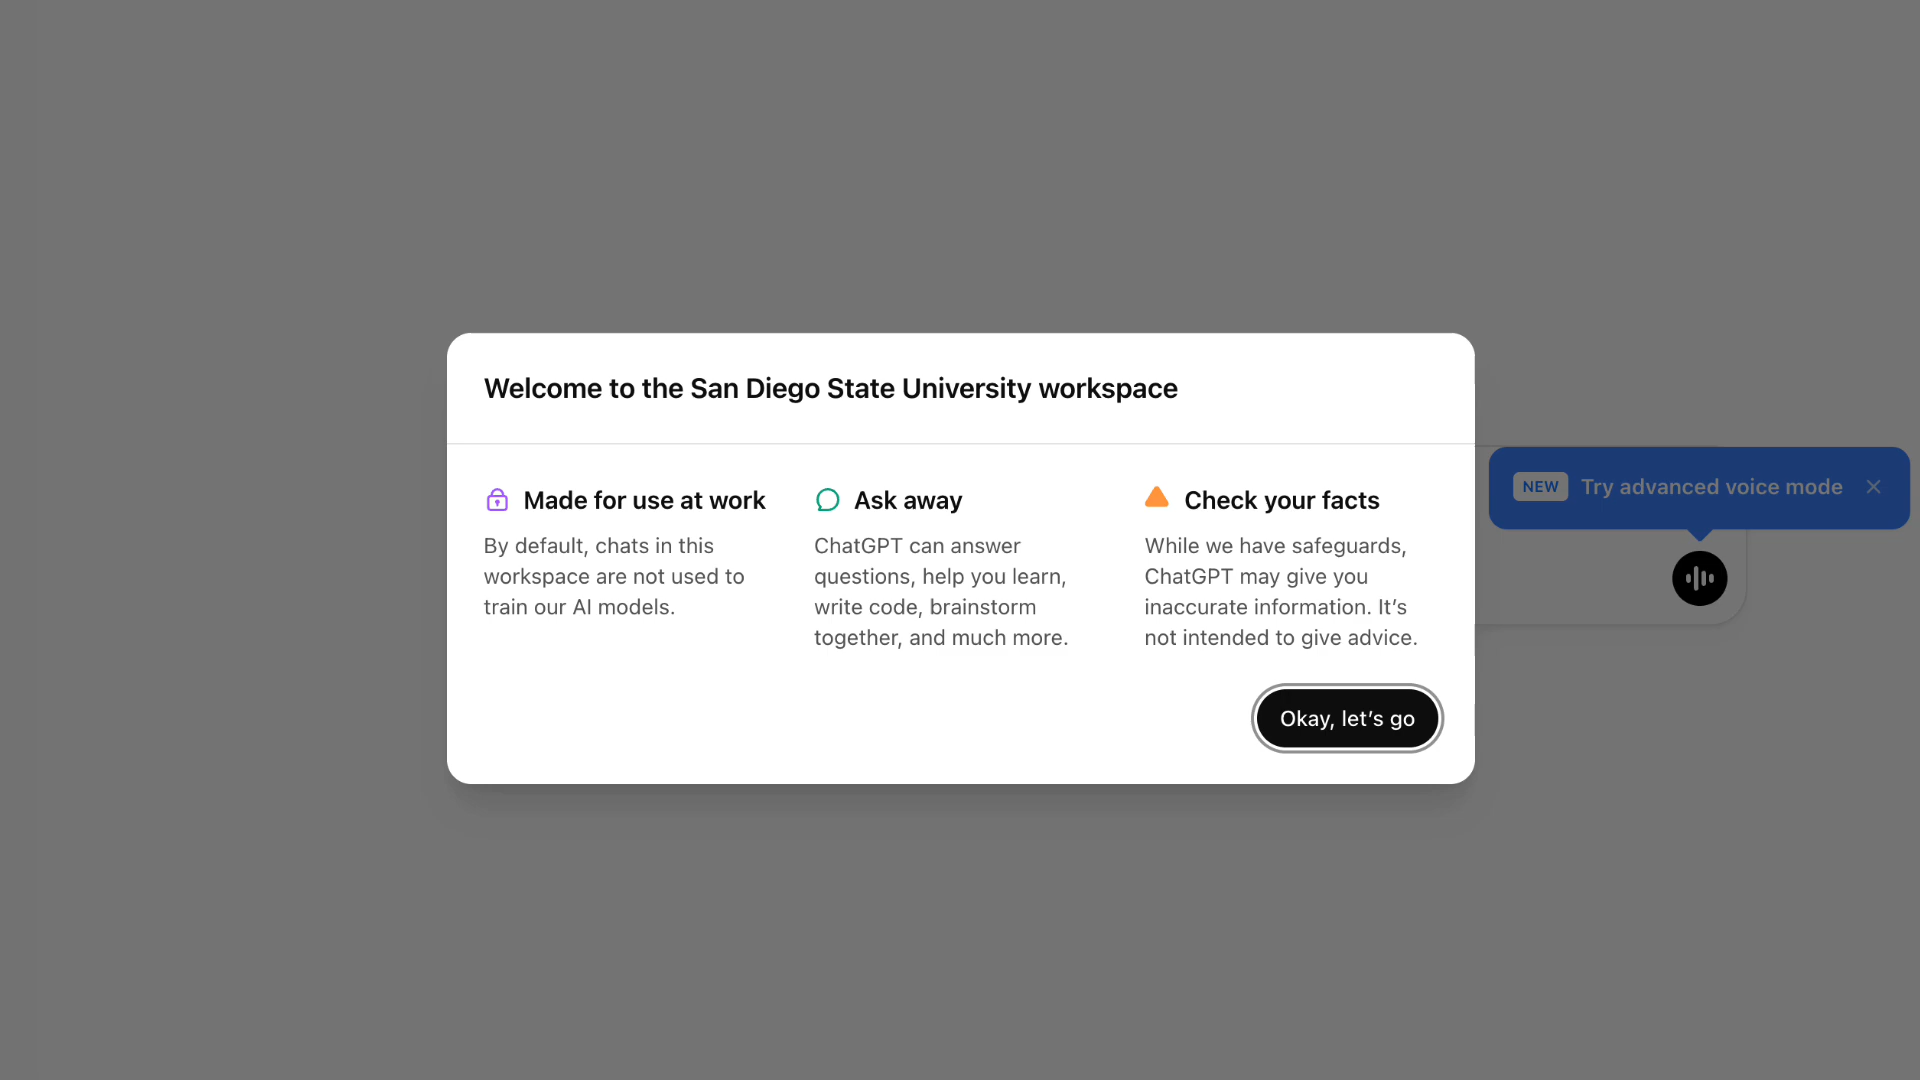 Welcome to the San Diego State University workspace
Made for use at work
By default, chats in this
workspace are not used to
train our AI models.
Ask away
ChatGPT can answer
questions, help you learn,
write code, brainstorm
together, and much more.
Check your facts
While we have safeguards,
ChatGPT may give you
inaccurate information. It’s
not intended to give advice.
Okay, let’s go
NEW Try advanced voice mode